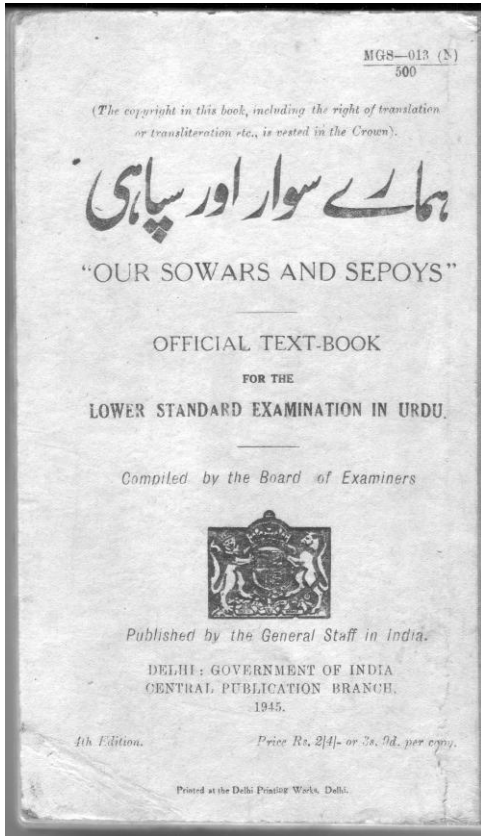 MGS—013 (N)
500
(The copyright in this book, including the right of translation
or transliteration etc., is vested in the Crown).
ہمارے سوار اور سپاہی
"OUR SOWARS AND SEPOYS"
OFFICIAL TEXT-BOOK
FOR THE
LOWER STANDARD EXAMINATION IN URDU.
Compiled by the Board of Examiners
Published by the General Staff in India.
DELHI: GOVERNMENT OF INDIA
CENTRAL PUBLICATION BRANCH.
1945.
4th Edition. Price Rs. 2/4/- or 3s. 9d. per copy.
Printed at the Delhi Printing Works, Delhi.